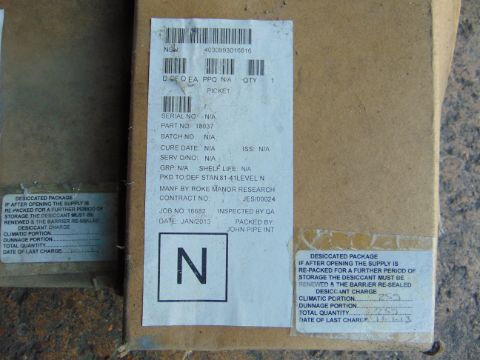 NSN 4030993016616
D OF Q EA PPQ N/A QTY 1
PICKET
SERIAL NO: N/A
PART NO: 18037
BATCH NO: N/A
CURE DATE: N/A ISS: N/A
SERV O/NO: N/A
GRP: N/A SHELF LIFE: N/A
PKD TO DEF STAN.81-41LEVEL N
MANF BY ROKE MANOR RESEARCH
CONTRACT NO: JES/00024
JOB NO: 16682 INSPECTED BY QA
DATE: JAN/2013 PACKED BY
JOHN PIPE INT
N
DESICCATED PACKAGE
IF AFTER OPENING THE SUPPLY IS
RE-PACKED FOR A FURTHER PERIOD OF
STORAGE THE DESICCANT MUST BE
RENEWED & THE BARRIER RE-SEALED
DESICCANT CHARGE
CLIMATIC PORTION
DUNNAGE PORTION
TOTAL QUANTITY
DATE OF LAST CHARGE
DESICCATED PACKAGE
IF AFTER OPENING THE SUPPLY IS
RE-PACKED FOR A FURTHER PERIOD OF
STORAGE THE DESICCANT MUST BE
RENEWED & THE BARRIER RE-SEALED
DESICCANT CHARGE
CLIMATIC PORTION
DUNNAGE PORTION
TOTAL QUANTITY
DATE OF LAST CHARGE